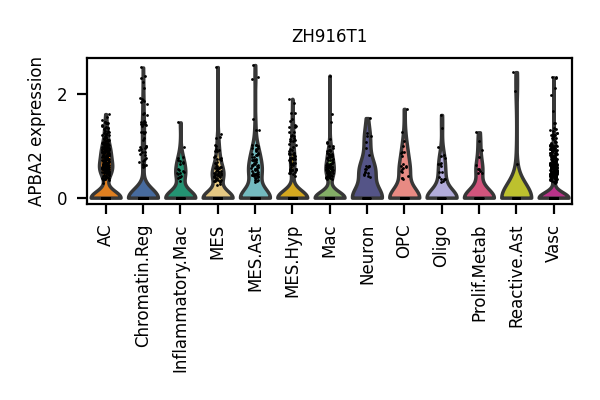 ZH916T1
APBA2 expression
2
0
AC
Chromatin.Reg
Inflammatory.Mac
MES
MES.Ast
MES.Hyp
Mac
Neuron
OPC
Oligo
Prolif.Metab
Reactive.Ast
Vasc